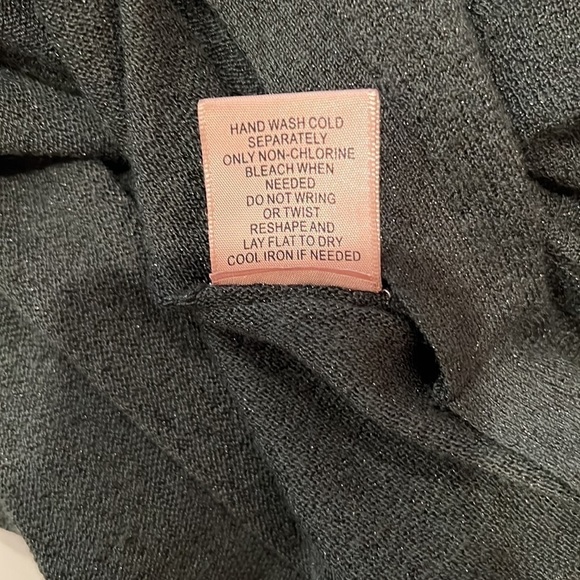 HAND WASH COLD
SEPARATELY
ONLY NON-CHLORINE
BLEACH WHEN
NEEDED
DO NOT WRING
OR TWIST
RESHAPE AND
LAY FLAT TO DRY
COOL IRON IF NEEDED